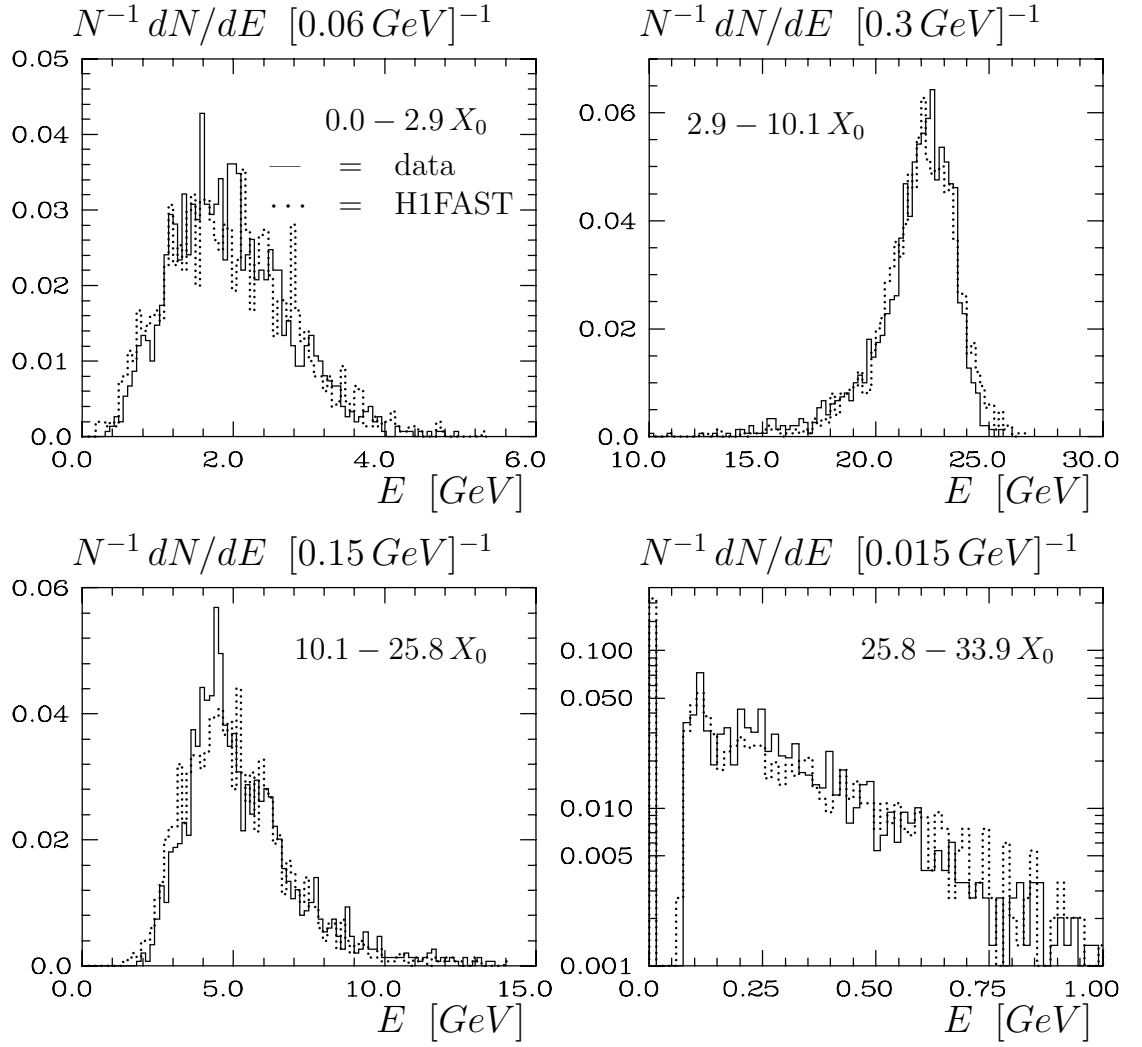 N⁻¹ dN/dE [0.06 GeV]⁻¹
0.05
0.04
0.03
0.02
0.01
0.0
0.0 − 2.9 X₀
— = data
··· = H1FAST
0.0 2.0 4.0 6.0
E [GeV]
N⁻¹ dN/dE [0.3 GeV]⁻¹
0.06
0.04
0.02
0.0
2.9 − 10.1 X₀
10.0 15.0 20.0 25.0 30.0
E [GeV]
N⁻¹ dN/dE [0.15 GeV]⁻¹
0.06
0.04
0.02
0.0
10.1 − 25.8 X₀
0.0 5.0 10.0 15.0
E [GeV]
N⁻¹ dN/dE [0.015 GeV]⁻¹
0.100
0.050
0.010
0.005
0.001
25.8 − 33.9 X₀
0.0 0.25 0.50 0.75 1.00
E [GeV]